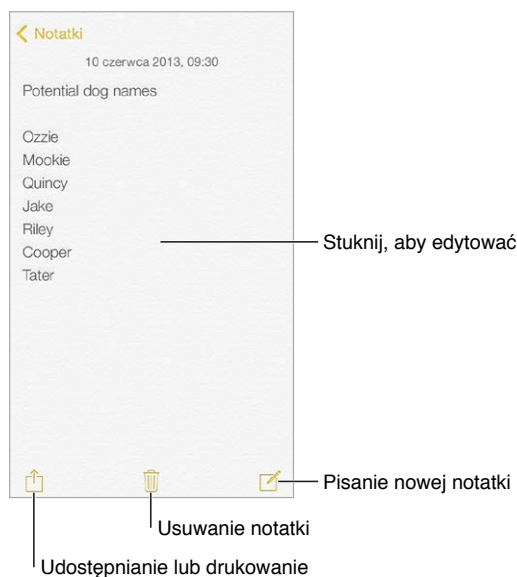 Notatki
10 czerwca 2013, 09:30
Potential dog names
Ozzie
Mookie
Quincy
Jake
Riley
Cooper
Tater
Stuknij, aby edytować
Pisanie nowej notatki
Usuwanie notatki
Udostępnianie lub drukowanie